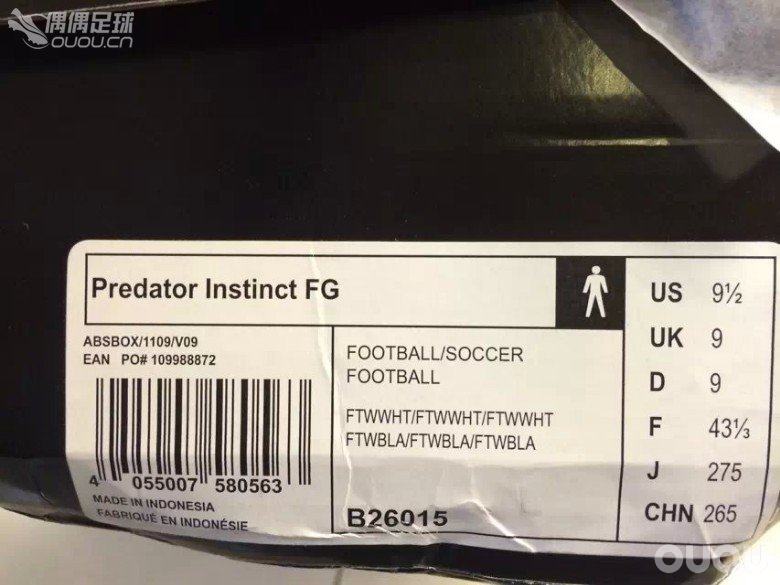 偶偶足球
OUOU.CN
Predator Instinct FG
ABSBOX/1109/V09
EAN PO# 109988872
4 055007 580563
MADE IN INDONESIA
FABRIQUÉ EN INDONÉSIE
FOOTBALL/SOCCER
FOOTBALL
FTWWHT/FTWWHT/FTWWHT
FTWBLA/FTWBLA/FTWBLA
B26015
US 9½
UK 9
D 9
F 43⅓
J 275
CHN 265
OUOU